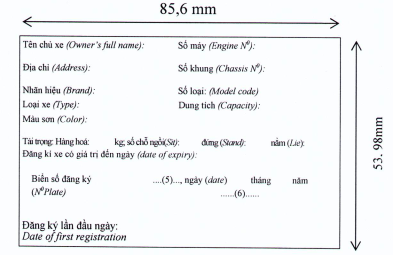 85,6 mm
Tên chủ xe (Owner's full name): Số máy (Engine Nº):
Địa chỉ (Address): Số khung (Chassis Nº):
Nhãn hiệu (Brand): Số loại: (Model code)
Loại xe (Type): Dung tích (Capacity):
Màu sơn (Color):
Tải trọng: Hàng hoá: kg; số chỗ ngồi(Sit): đứng (Stand): nằm (Lie):
Đăng kí xe có giá trị đến ngày (date of expiry):
Biển số đăng ký ....(5)..., ngày (date) tháng năm
(NºPlate) ......(6)......
Đăng ký lần đầu ngày:
Date of first registration
53. 98mm